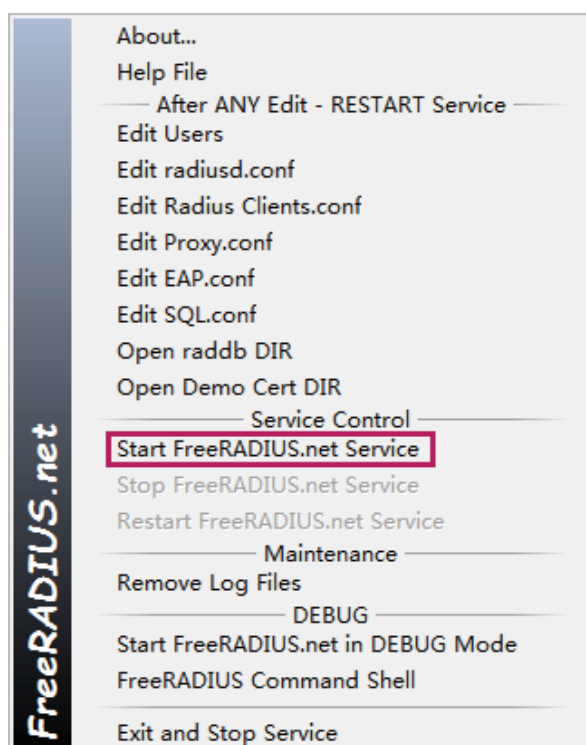 About...
Help File
After ANY Edit - RESTART Service
Edit Users
Edit radiusd.conf
Edit Radius Clients.conf
Edit Proxy.conf
Edit EAP.conf
Edit SQL.conf
Open raddb DIR
Open Demo Cert DIR
Service Control
Start FreeRADIUS.net Service
Stop FreeRADIUS.net Service
Restart FreeRADIUS.net Service
Maintenance
Remove Log Files
DEBUG
Start FreeRADIUS.net in DEBUG Mode
FreeRADIUS Command Shell
Exit and Stop Service
FreeRADIUS.net